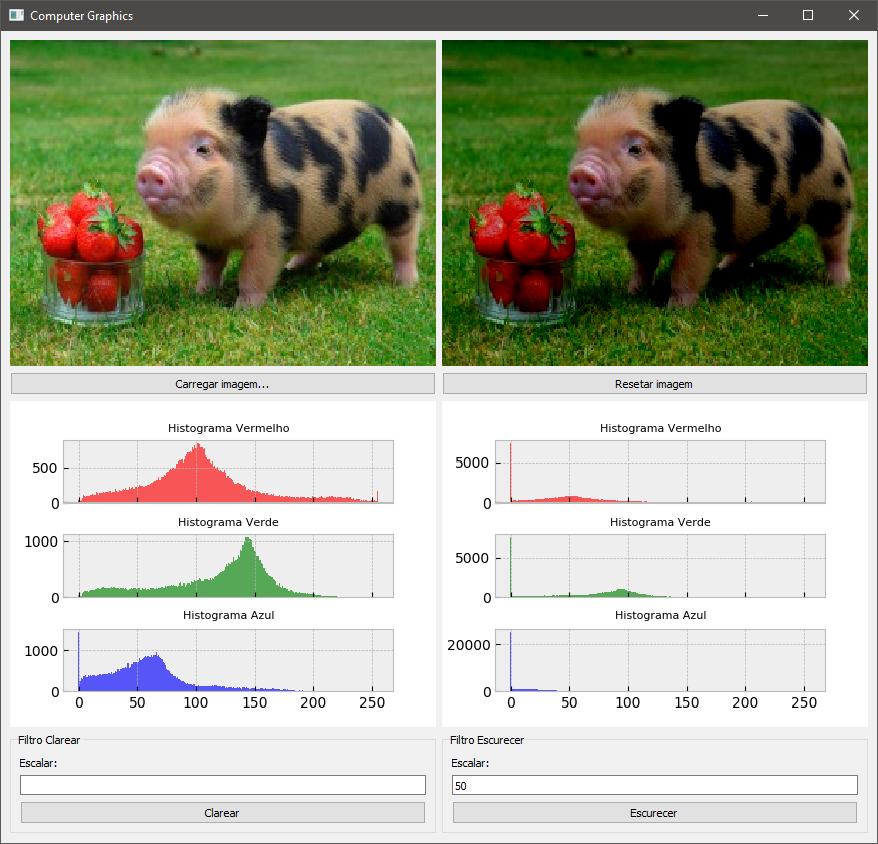 Computer Graphics
Carregar imagem...
Resetar imagem
Histograma Vermelho
500
0
Histograma Verde
1000
0
Histograma Azul
1000
0
0 50 100 150 200 250
Histograma Vermelho
5000
0
Histograma Verde
5000
0
Histograma Azul
20000
0
0 50 100 150 200 250
Filtro Clarear
Escalar:
Clarear
Filtro Escurecer
Escalar:
50
Escurecer